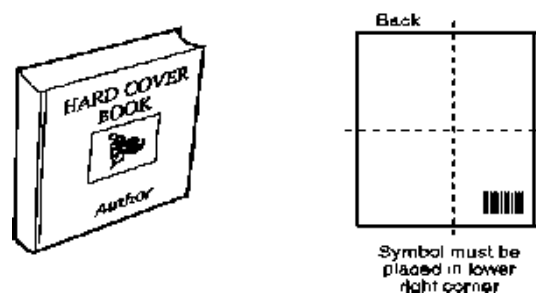 HARD COVER
BOOK
Author
Back
Symbol must be
placed in lower
right corner